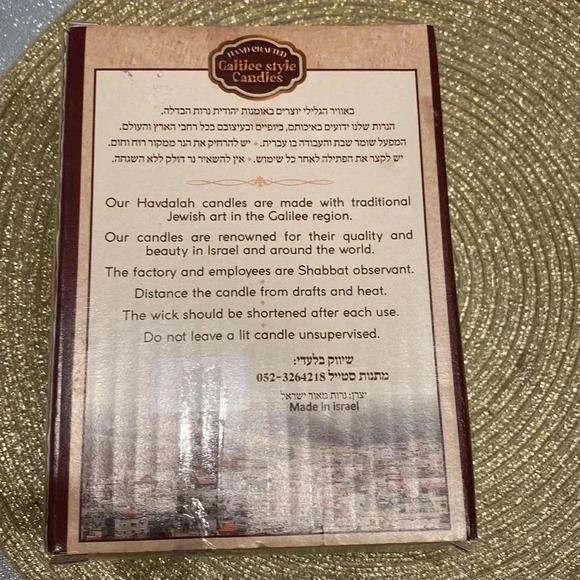 HAND CRAFTED
Galilee style
Candles
באוויר הגלילי יוצרים באומנות יהודית נרות הבדלה.
הנרות שלנו ידועים באיכותם, ביופיים ובעיצובם בכל רחבי הארץ והעולם.
המפעל שומר שבת והעבודה בו עברית. • יש להרחיק את הנר ממקור רוח וחום.
יש לקצר את הפתילה לאחר כל שימוש. • אין להשאיר נר דולק ללא השגחה.
Our Havdalah candles are made with traditional
Jewish art in the Galilee region.
Our candles are renowned for their quality and
beauty in Israel and around the world.
The factory and employees are Shabbat observant.
Distance the candle from drafts and heat.
The wick should be shortened after each use.
Do not leave a lit candle unsupervised.
שיווק בלעדי:
מתנות סטייל 052-3264218
יצרן: נרות מאור ישראל
Made in israel